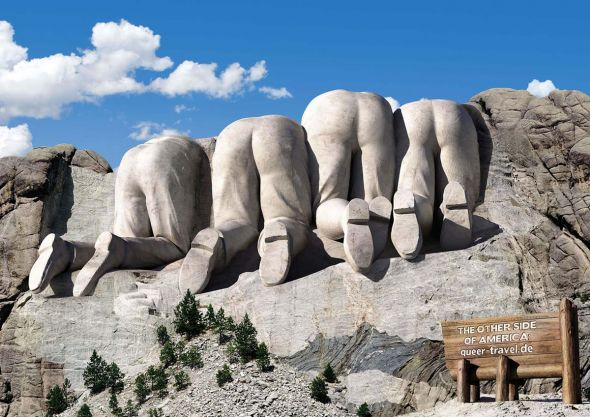 THE OTHER SIDE
OF AMERICA:
queer-travel.de